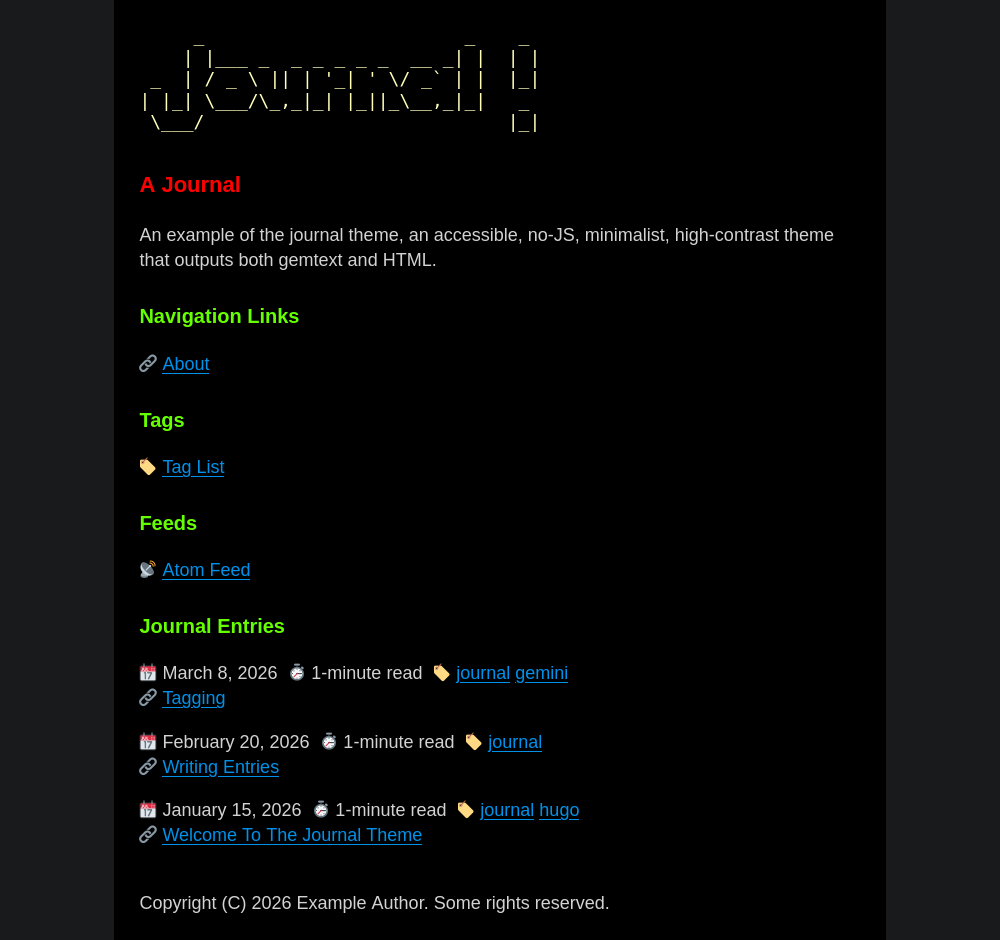 Journal!
A Journal
An example of the journal theme, an accessible, no-JS, minimalist, high-contrast theme
that outputs both gemtext and HTML.
Navigation Links
About
Tags
Tag List
Feeds
Atom Feed
Journal Entries
March 8, 2026 1-minute read journal gemini
Tagging
February 20, 2026 1-minute read journal
Writing Entries
January 15, 2026 1-minute read journal hugo
Welcome To The Journal Theme
Copyright (C) 2026 Example Author. Some rights reserved.